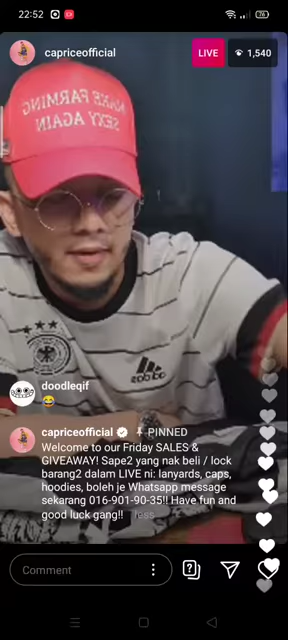 22:52
76
capriceofficial
LIVE
1,540
MAKE FARMING
SEXY AGAIN
adidas
doodleqif
😂
capriceofficial PINNED
Welcome to our Friday SALES &
GIVEAWAY! Sape2 yang nak beli / lock
barang2 dalam LIVE ni: lanyards, caps,
hoodies, boleh je Whatsapp message
sekarang 016-901-90-35!! Have fun and
good luck gang!! less
Comment